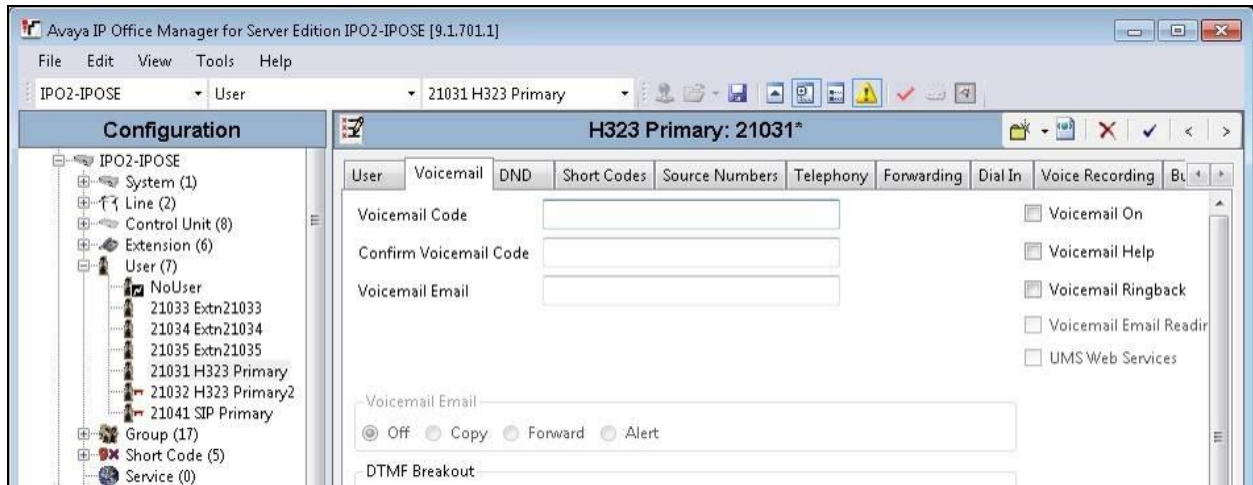 Avaya IP Office Manager for Server Edition IPO2-IPOSE [9.1.701.1]
File Edit View Tools Help
IPO2-IPOSE User 21031 H323 Primary
Configuration
IPO2-IPOSE
System (1)
Line (2)
Control Unit (8)
Extension (6)
User (7)
NoUser
21033 Extn21033
21034 Extn21034
21035 Extn21035
21031 H323 Primary
21032 H323 Primary2
21041 SIP Primary
Group (17)
Short Code (5)
Service (0)
H323 Primary: 21031*
User Voicemail DND Short Codes Source Numbers Telephony Forwarding Dial In Voice Recording Bu
Voicemail Code
Confirm Voicemail Code
Voicemail Email
Voicemail On
Voicemail Help
Voicemail Ringback
Voicemail Email Readin
UMS Web Services
Voicemail Email
Off Copy Forward Alert
DTMF Breakout